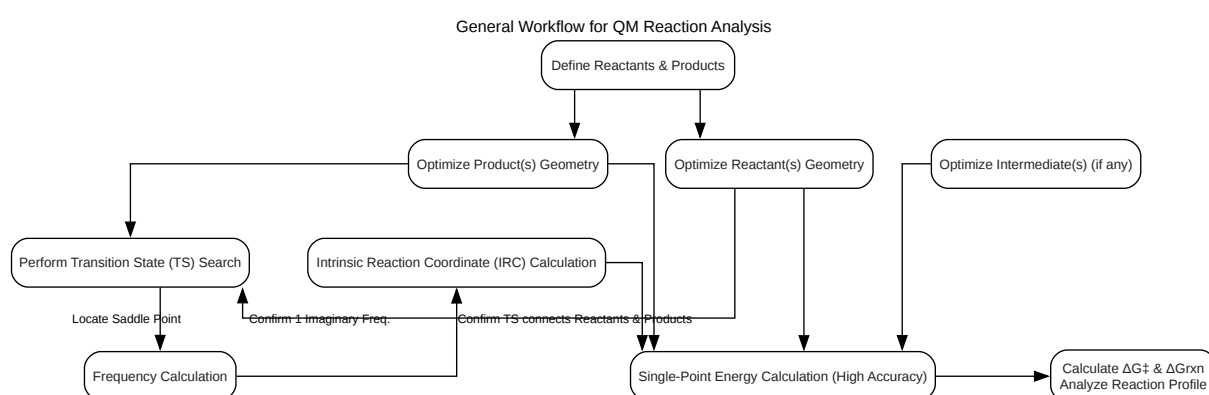 General Workflow for QM Reaction Analysis
Define Reactants & Products
Optimize Product(s) Geometry
Optimize Reactant(s) Geometry
Optimize Intermediate(s) (if any)
Perform Transition State (TS) Search
Intrinsic Reaction Coordinate (IRC) Calculation
Locate Saddle Point
Confirm 1 Imaginary Freq.
Confirm TS connects Reactants & Products
Frequency Calculation
Single-Point Energy Calculation (High Accuracy)
Calculate ΔG‡ & ΔGrxn
Analyze Reaction Profile